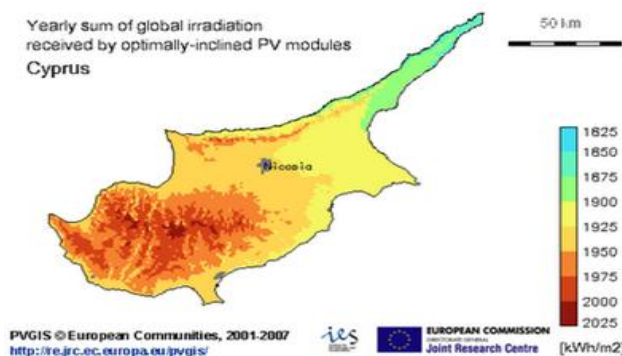 Yearly sum of global irradiation
received by optimally-inclined PV modules
Cyprus
50 km
Nicosia
1825
1850
1875
1900
1925
1950
1975
2000
2025
[kWh/m2]
PVGIS © European Communities, 2001-2007
http://re.jrc.ec.europa.eu/pvgis/
ies
EUROPEAN COMMISSION
DIRECTORATE GENERAL
Joint Research Centre